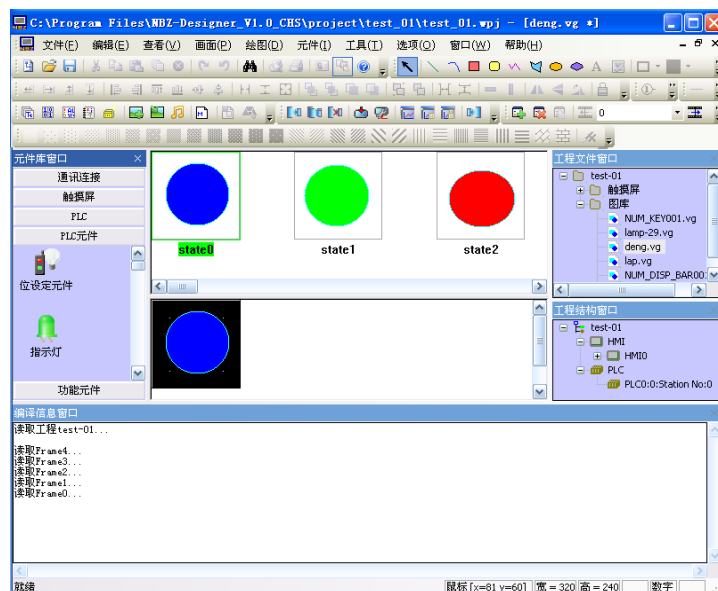 C:\Program Files\NBZ-Designer_V1.0_CHS\project\test_01\test_01.wpj - [deng.vg *]
文件(F) 编辑(E) 查看(V) 画面(P) 绘图(D) 元件(I) 工具(T) 选项(O) 窗口(W) 帮助(H)
A
0
元件库窗口
通讯连接
触摸屏
PLC
PLC元件
位设定元件
指示灯
功能元件
state0 state1 state2
工程文件窗口
test-01
触摸屏
图库
NUM_KEY001.vg
lamp-29.vg
deng.vg
lap.vg
NUM_DISP_BAR00
工程结构窗口
test-01
HMI
HMI0
PLC
PLC0:0:Station No:0
编译信息窗口
读取工程test-01...
读取Frame4...
读取Frame3...
读取Frame2...
读取Frame1...
读取Frame0...
就绪 鼠标[x=81 y=60] 宽 = 320 高 = 240 数字